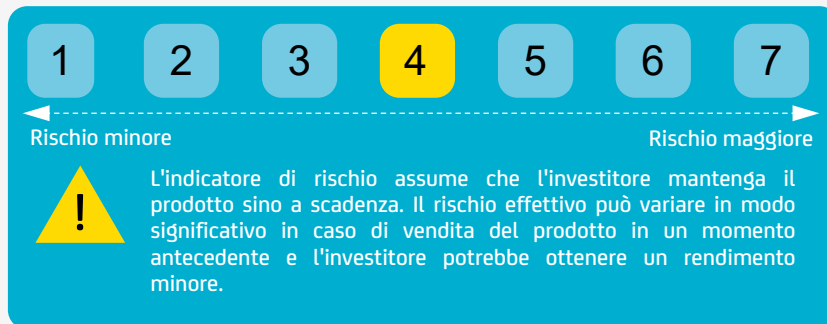 1 2 3 4 5 6 7
Rischio minore Rischio maggiore
!
L'indicatore di rischio assume che l'investitore mantenga il
prodotto sino a scadenza. Il rischio effettivo può variare in modo
significativo in caso di vendita del prodotto in un momento
antecedente e l'investitore potrebbe ottenere un rendimento
minore.